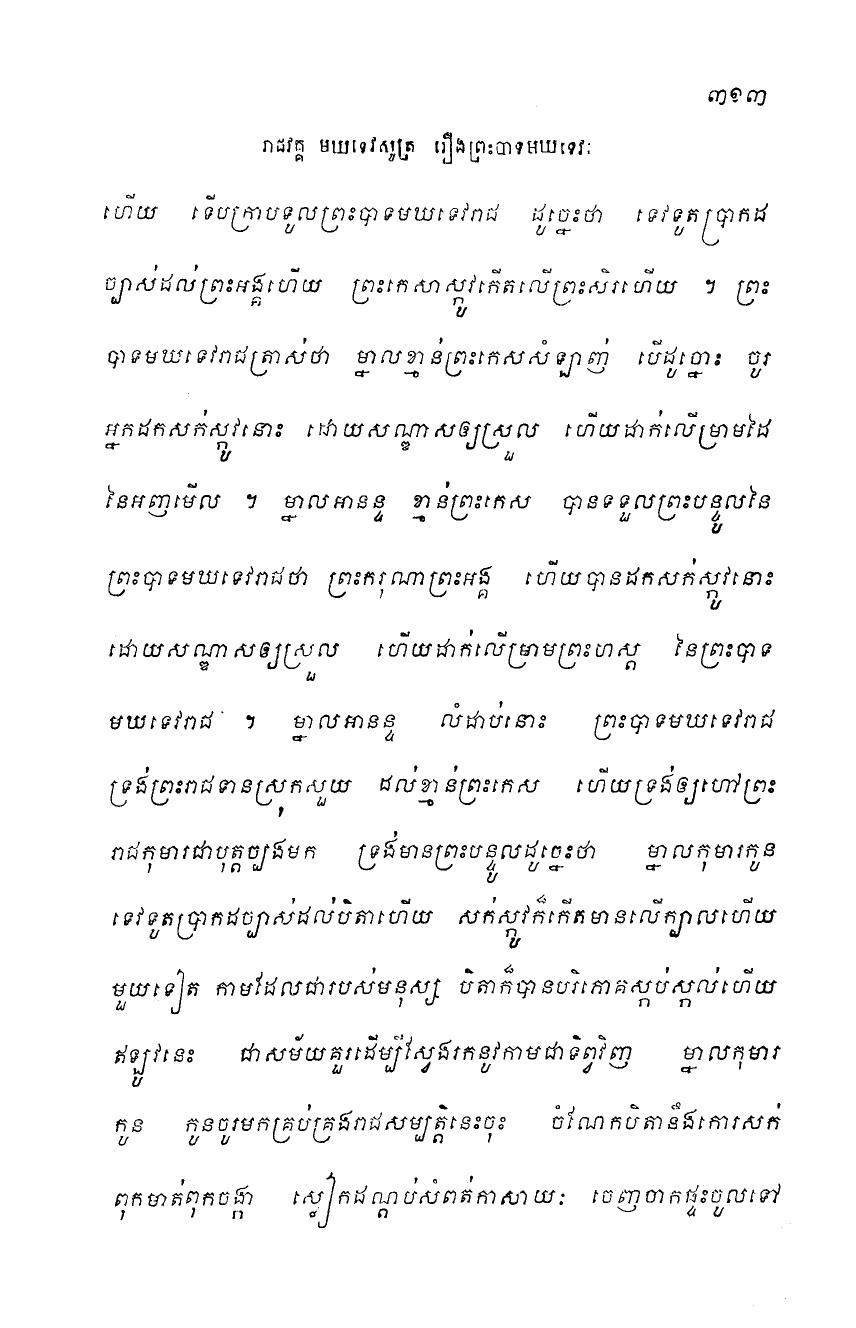 ៣១៣
រាជវគ្គ មឃទេវសូត្រ រឿងព្រះបាទមឃទេវៈ
ហើយ ទើបក្រាបទូលព្រះបាទមឃទេវរាជ ដូច្នេះថា ទេវទូតប្រាកដ
ច្បាស់ដល់ព្រះអង្គហើយ ព្រះកេសាស្កូវកើតលើព្រះសិរហើយ ។ ព្រះ
បាទមឃទេវរាជត្រាស់ថា ម្នាលខ្មាន់ព្រះកេសសំឡាញ់ បើដូច្នោះ ចូរ
អ្នកដកសក់ស្កូវនោះ ដោយសណ្ឌាសឲ្យស្រួល ហើយដាក់លើម្រាមដៃ
នៃអញមើល ។ ម្នាលអានន្ទ ខ្មាន់ព្រះកេស បានទទួលព្រះបន្ទូលនៃ
ព្រះបាទមឃទេវរាជថា ព្រះករុណាព្រះអង្គ ហើយបានដកសក់ស្កូវនោះ
ដោយសណ្ឌាសឲ្យស្រួល ហើយដាក់លើម្រាមព្រះហស្ត នៃព្រះបាទ
មឃទេវរាជ ។ ម្នាលអានន្ទ លំដាប់នោះ ព្រះបាទមឃទេវរាជ
ទ្រង់ព្រះរាជទានស្រុកសួយ ដល់ខ្មាន់ព្រះកេស ហើយទ្រង់ឲ្យហៅព្រះ
រាជកុមារជាបុត្តច្បងមក ទ្រង់មានព្រះបន្ទូលដូច្នេះថា ម្នាលកុមារកូន
ទេវទូតប្រាកដច្បាស់ដល់បិតាហើយ សក់ស្កូវក៏កើតមានលើក្បាលហើយ
មួយទៀត កាមដែលជារបស់មនុស្ស បិតាក៏បានបរិភោគស្កប់ស្កល់ហើយ
ឥឡូវនេះ ជាសម័យគួរដើម្បីស្វែងរកនូវកាមជាទិព្វវិញ ម្នាលកុមារ
កូន កូនចូរមកគ្រប់គ្រងរាជសម្បត្តិនេះចុះ ចំណែកបិតានឹងកោរសក់
ពុកមាត់ពុកចង្កា ស្លៀកដណ្តប់សំពត់កាសាយៈ ចេញចាកផ្ទះចូលទៅ